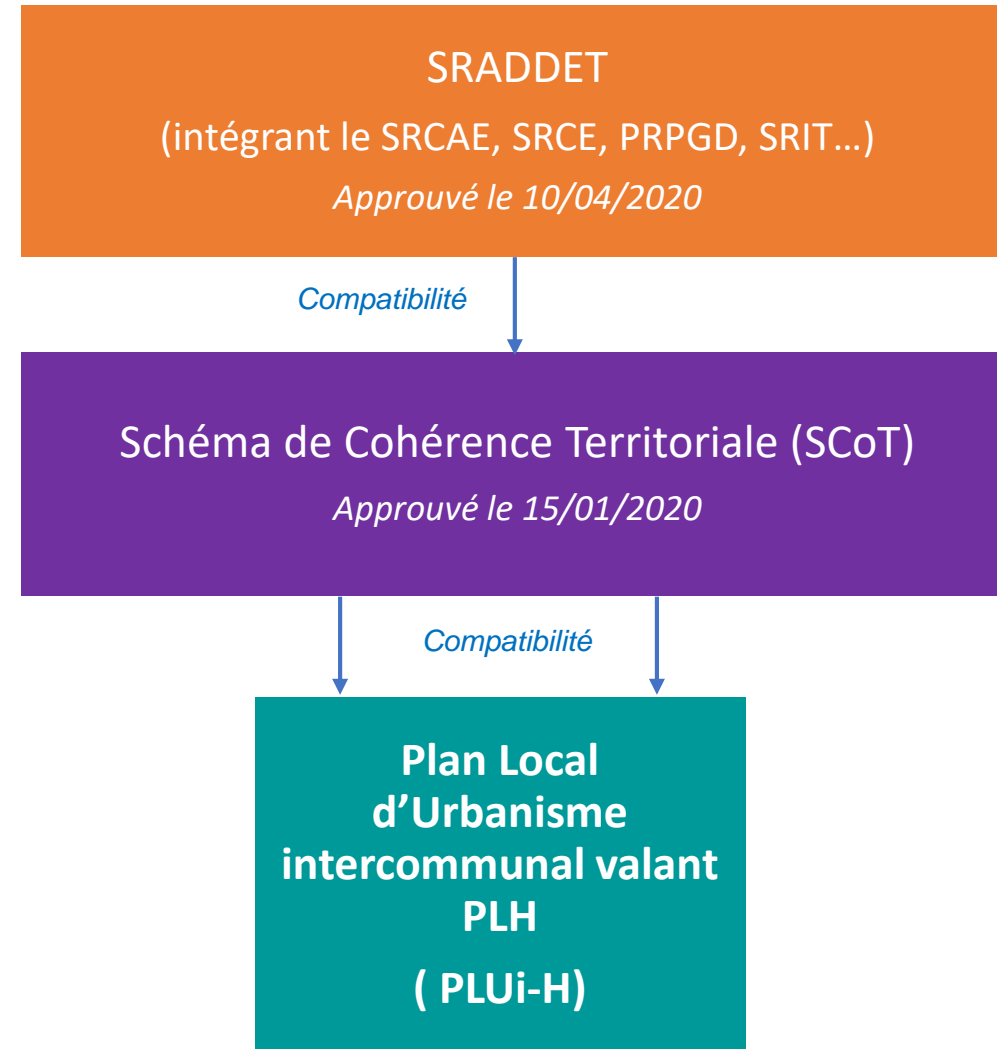 SRADDET
(intégrant le SRCAE, SRCE, PRPGD, SRIT…)
Approuvé le 10/04/2020
Compatibilité
Schéma de Cohérence Territoriale (SCoT)
Approuvé le 15/01/2020
Compatibilité
Plan Local
d’Urbanisme
intercommunal valant
PLH
( PLUi-H)